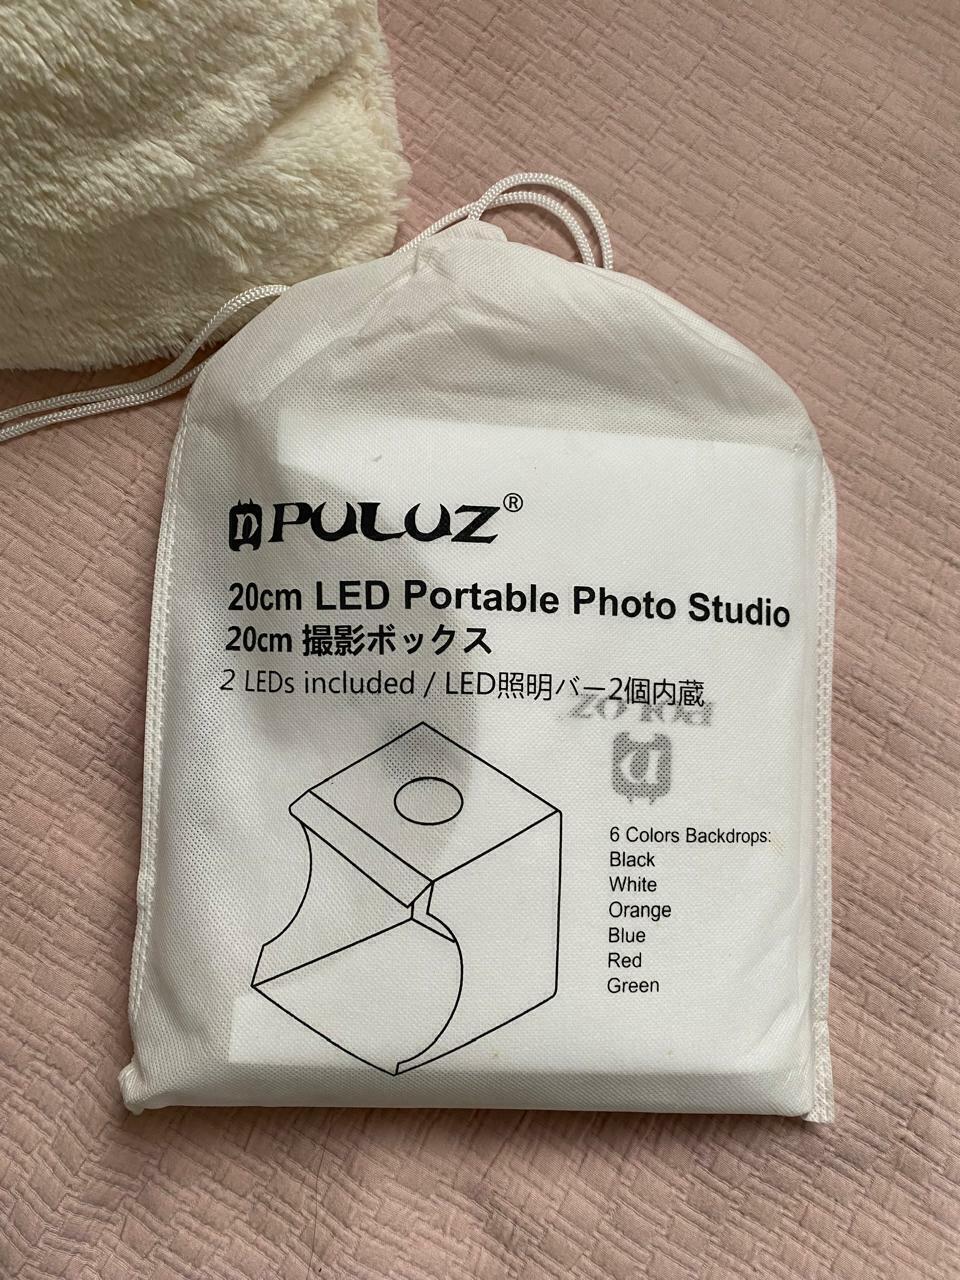 PULUZ®
20cm LED Portable Photo Studio
20cm 撮影ボックス
2 LEDs included / LED照明バー2個内蔵
6 Colors Backdrops:
Black
White
Orange
Blue
Red
Green